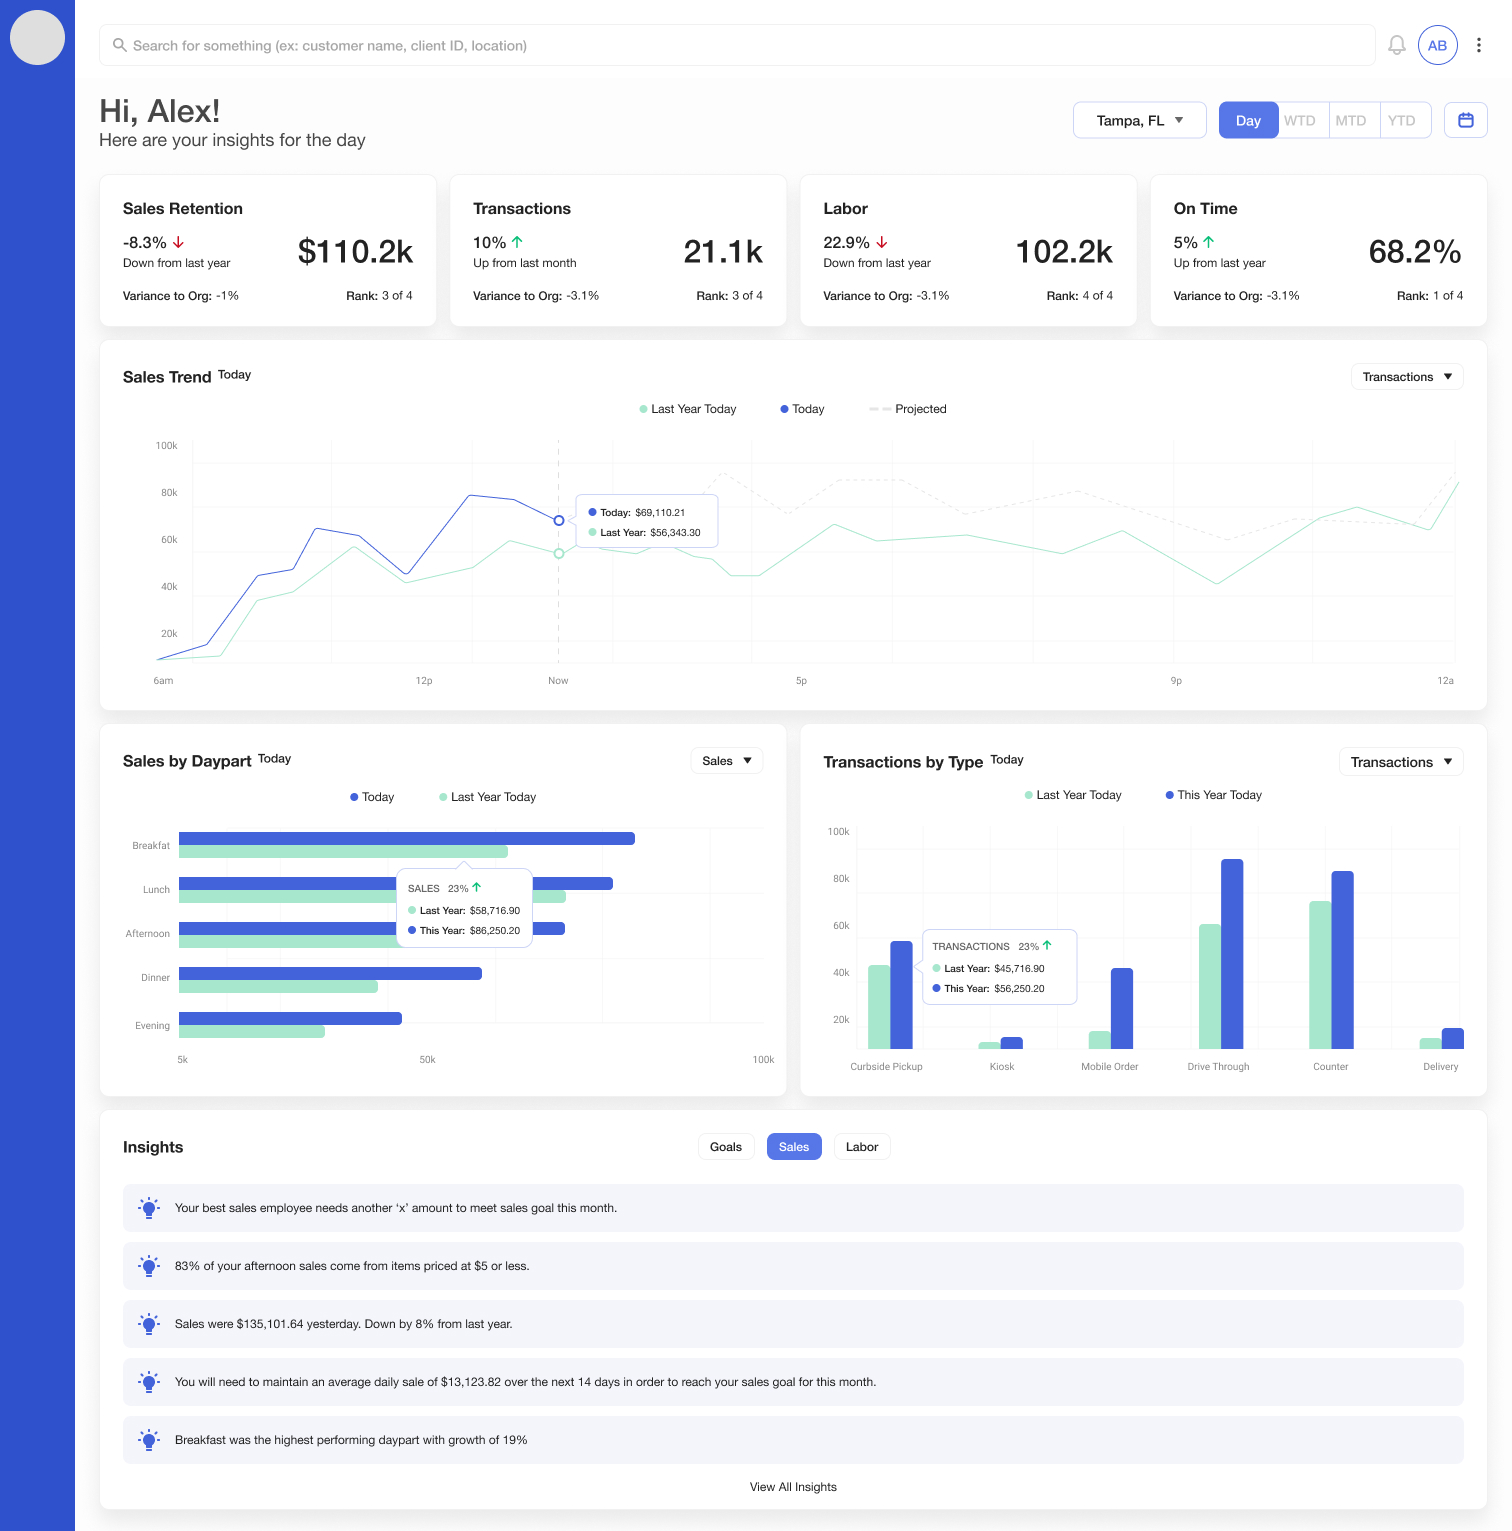 Search for something (ex: customer name, client ID, location)
AB
Hi, Alex!
Here are your insights for the day
Tampa, FL
Day WTD MTD YTD
Sales Retention
-8.3%
Down from last year
$110.2k
Variance to Org: -1%
Rank: 3 of 4
Transactions
10%
Up from last month
21.1k
Variance to Org: -3.1%
Rank: 3 of 4
Labor
22.9%
Down from last year
102.2k
Variance to Org: -3.1%
Rank: 4 of 4
On Time
5%
Up from last year
68.2%
Variance to Org: -3.1%
Rank: 1 of 4
Sales Trend Today
Transactions
Last Year Today
Today
Projected
100k
80k
60k
40k
20k
Today: $69,110.21
Last Year: $56,343.30
6am
12p
Now
5p
9p
12a
Sales by Daypart Today
Sales
Today
Last Year Today
Breakfat
Lunch
Afternoon
Dinner
Evening
SALES 23%
Last Year: $58,716.90
This Year: $86,250.20
5k
50k
100k
Transactions by Type Today
Transactions
Last Year Today
This Year Today
100k
80k
60k
40k
20k
TRANSACTIONS 23%
Last Year: $45,716.90
This Year: $56,250.20
Curbside Pickup
Kiosk
Mobile Order
Drive Through
Counter
Delivery
Insights
Goals
Sales
Labor
Your best sales employee needs another ‘x’ amount to meet sales goal this month.
83% of your afternoon sales come from items priced at $5 or less.
Sales were $135,101.64 yesterday. Down by 8% from last year.
You will need to maintain an average daily sale of $13,123.82 over the next 14 days in order to reach your sales goal for this month.
Breakfast was the highest performing daypart with growth of 19%
View All Insights